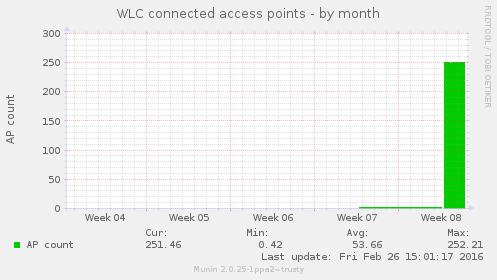 WLC connected access points - by month
RRDTOOL / TOBI OETIKER
AP count
300
250
200
150
100
50
0
Week 04 Week 05 Week 06 Week 07 Week 08
Cur: Min: Avg: Max:
AP count 251.46 0.42 53.66 252.21
Last update: Fri Feb 26 15:01:17 2016
Munin 2.0.25-1ppa2~trusty